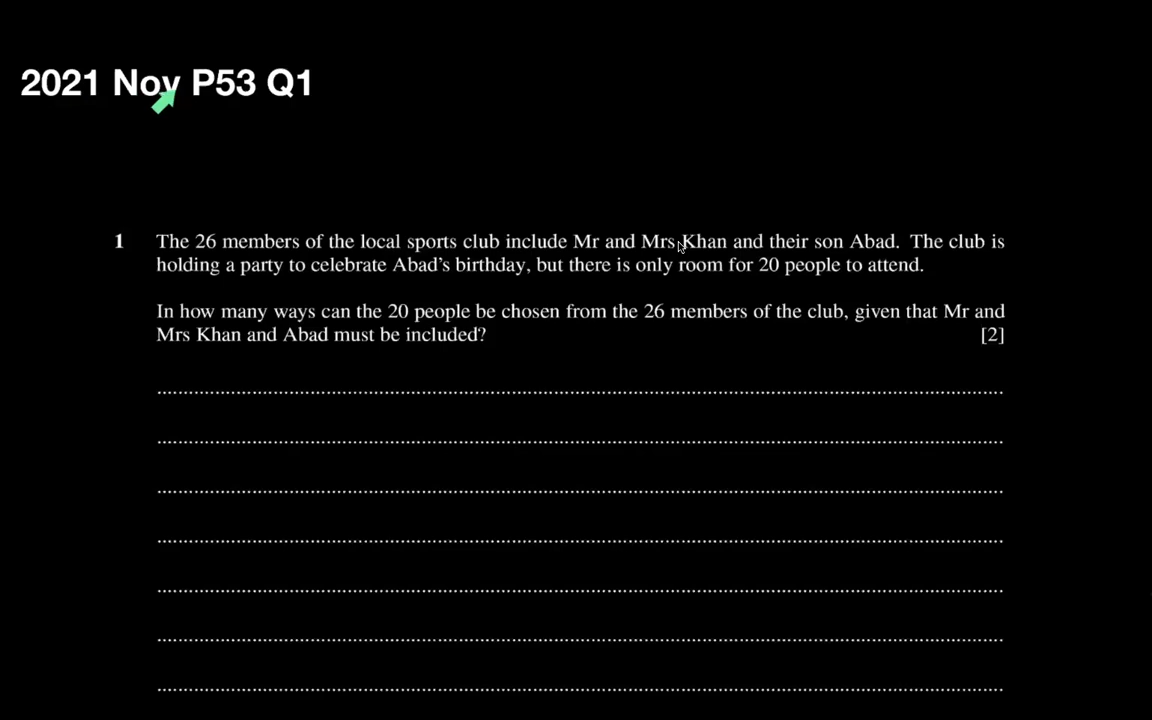 2021 Nov P53 Q1
1 The 26 members of the local sports club include Mr and Mrs Khan and their son Abad. The club is
holding a party to celebrate Abad's birthday, but there is only room for 20 people to attend.
In how many ways can the 20 people be chosen from the 26 members of the club, given that Mr and
Mrs Khan and Abad must be included? [2]